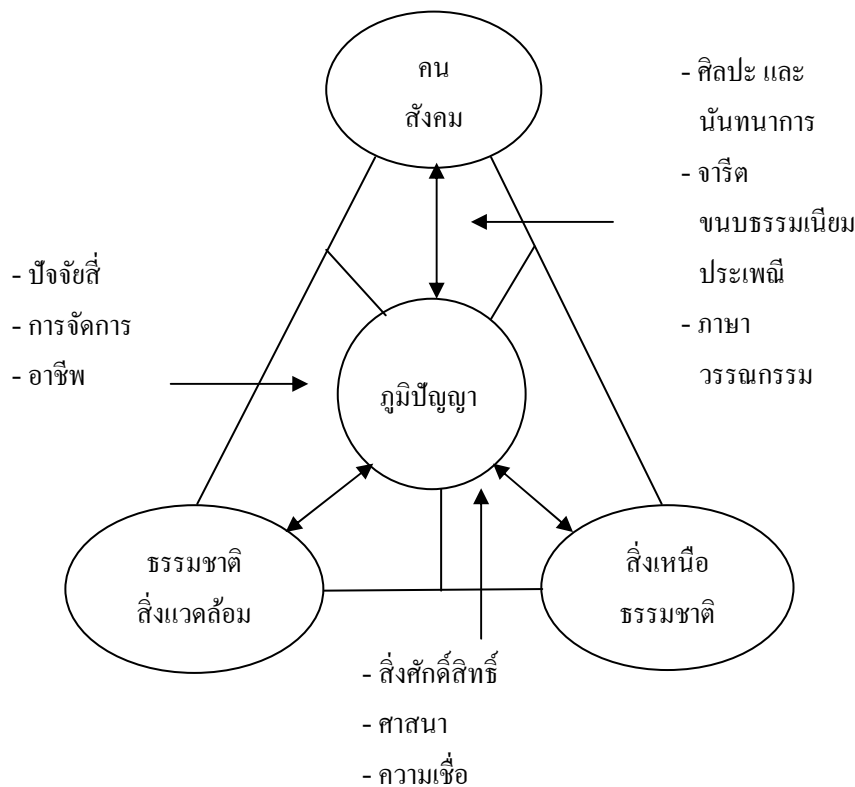 คน
สังคม
- ศิลปะ และ
นันทนาการ
- จารีต
ขนบธรรมเนียม
ประเพณี
- ภาษา
วรรณกรรม
- ปัจจัยสี่
- การจัดการ
- อาชีพ
ภูมิปัญญา
ธรรมชาติ
สิ่งแวดล้อม
สิ่งเหนือ
ธรรมชาติ
- สิ่งศักดิ์สิทธิ์
- ศาสนา
- ความเชื่อ